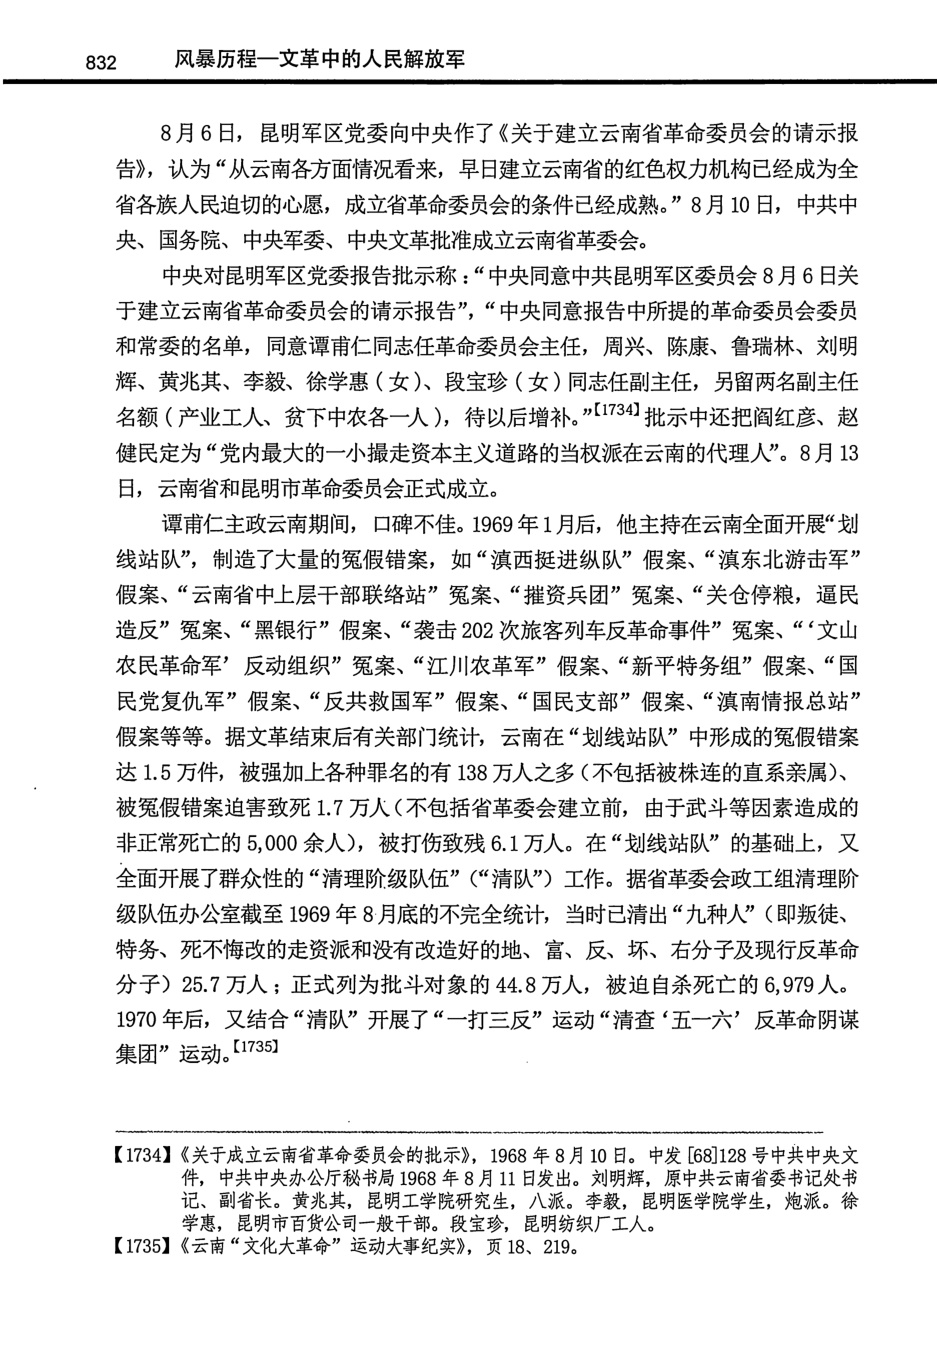 832 风暴历程—文革中的人民解放军
8月6日，昆明军区党委向中央作了《关于建立云南省革命委员会的请示报
告》，认为“从云南各方面情况看来，早日建立云南省的红色权力机构已经成为全
省各族人民迫切的心愿，成立省革命委员会的条件已经成熟。”8月10日，中共中
央、国务院、中央军委、中央文革批准成立云南省革委会。
中央对昆明军区党委报告批示称：“中央同意中共昆明军区委员会8月6日关
于建立云南省革命委员会的请示报告”，“中央同意报告中所提的革命委员会委员
和常委的名单，同意谭甫仁同志任革命委员会主任，周兴、陈康、鲁瑞林、刘明
辉、黄兆其、李毅、徐学惠（女）、段宝珍（女）同志任副主任，另留两名副主任
名额（产业工人、贫下中农各一人），待以后增补。”【1734】批示中还把阎红彦、赵
健民定为“党内最大的一小撮走资本主义道路的当权派在云南的代理人”。8月13
日，云南省和昆明市革命委员会正式成立。
谭甫仁主政云南期间，口碑不佳。1969年1月后，他主持在云南全面开展“划
线站队”，制造了大量的冤假错案，如“滇西挺进纵队”假案、“滇东北游击军”
假案、“云南省中上层干部联络站”冤案、“摧资兵团”冤案、“关仓停粮，逼民
造反”冤案、“黑银行”假案、“袭击202次旅客列车反革命事件”冤案、“‘文山
农民革命军’反动组织”冤案、“江川农革军”假案、“新平特务组”假案、“国
民党复仇军”假案、“反共救国军”假案、“国民支部”假案、“滇南情报总站”
假案等等。据文革结束后有关部门统计，云南在“划线站队”中形成的冤假错案
达1.5万件，被强加上各种罪名的有138万人之多（不包括被株连的直系亲属）、
被冤假错案迫害致死1.7万人（不包括省革委会建立前，由于武斗等因素造成的
非正常死亡的5,000余人），被打伤致残6.1万人。在“划线站队”的基础上，又
全面开展了群众性的“清理阶级队伍”（“清队”）工作。据省革委会政工组清理阶
级队伍办公室截至1969年8月底的不完全统计，当时已清出“九种人”（即叛徒、
特务、死不悔改的走资派和没有改造好的地、富、反、坏、右分子及现行反革命
分子）25.7万人；正式列为批斗对象的44.8万人，被迫自杀死亡的6,979人。
1970年后，又结合“清队”开展了“一打三反”运动“清查‘五一六’反革命阴谋
集团”运动。【1735】
【1734】《关于成立云南省革命委员会的批示》，1968年8月10日。中发[68]128号中共中央文
件，中共中央办公厅秘书局1968年8月11日发出。刘明辉，原中共云南省委书记处书
记、副省长。黄兆其，昆明工学院研究生，八派。李毅，昆明医学院学生，炮派。徐
学惠，昆明市百货公司一般干部。段宝珍，昆明纺织厂工人。
【1735】《云南“文化大革命”运动大事纪实》，页18、219。